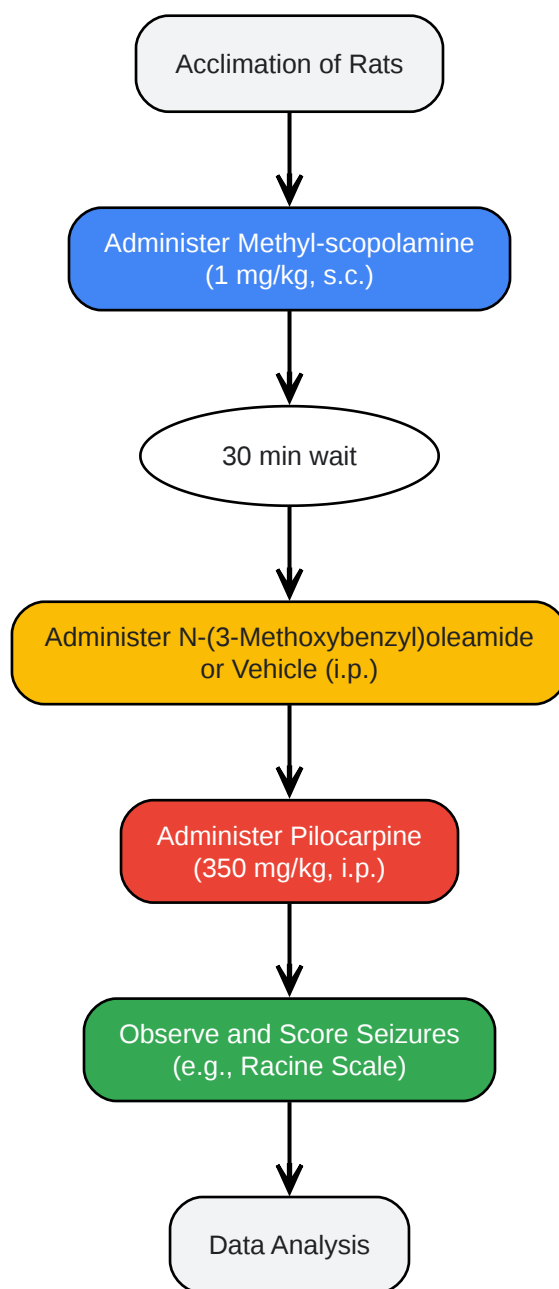 Acclimation of Rats
Administer Methyl-scopolamine
(1 mg/kg, s.c.)
30 min wait
Administer N-(3-Methoxybenzyl)oleamide
or Vehicle (i.p.)
Administer Pilocarpine
(350 mg/kg, i.p.)
Observe and Score Seizures
(e.g., Racine Scale)
Data Analysis